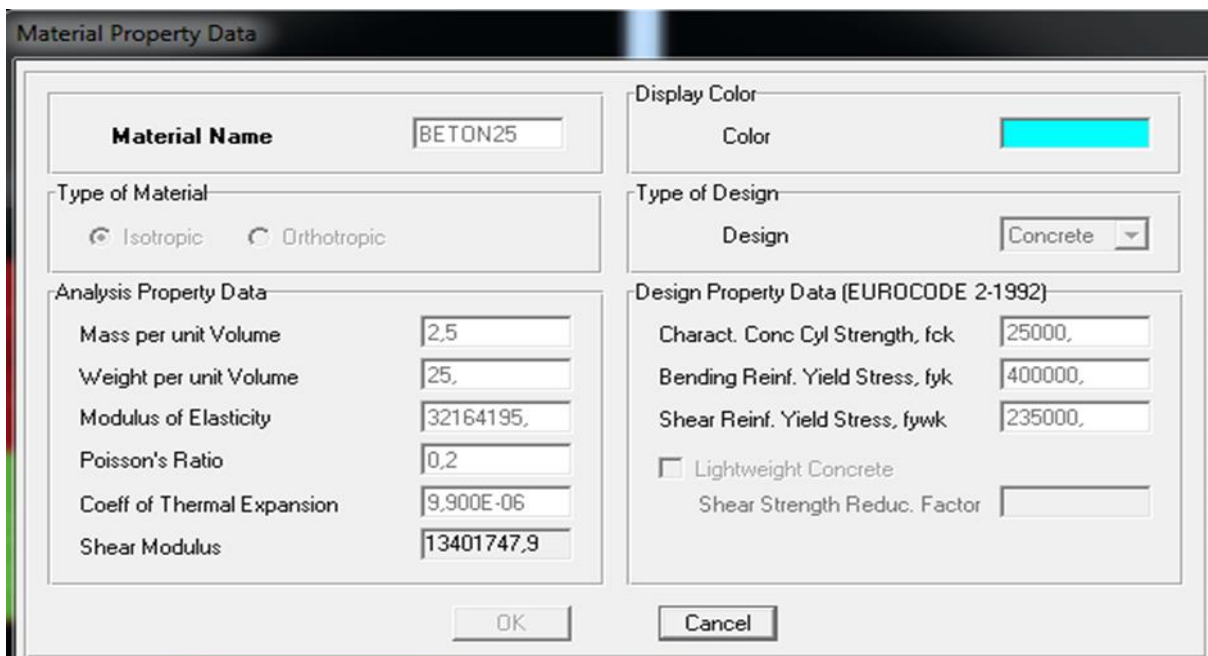 Material Property Data
Material Name BETON25
Display Color
Color
Type of Material
Isotropic Orthotropic
Type of Design
Design Concrete
Analysis Property Data
Mass per unit Volume 2,5
Weight per unit Volume 25,
Modulus of Elasticity 32164195,
Poisson's Ratio 0,2
Coeff of Thermal Expansion 9,900E-06
Shear Modulus 13401747,9
Design Property Data (EUROCODE 2-1992)
Charact. Conc Cyl Strength, fck 25000,
Bending Reinf. Yield Stress, fyk 400000,
Shear Reinf. Yield Stress, fywk 235000,
Lightweight Concrete
Shear Strength Reduc. Factor
OK Cancel